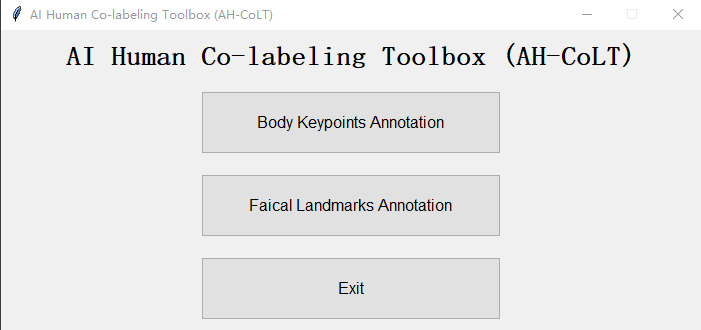 AI Human Co-labeling Toolbox (AH-CoLT)
AI Human Co-labeling Toolbox (AH-CoLT)
Body Keypoints Annotation
Faical Landmarks Annotation
Exit